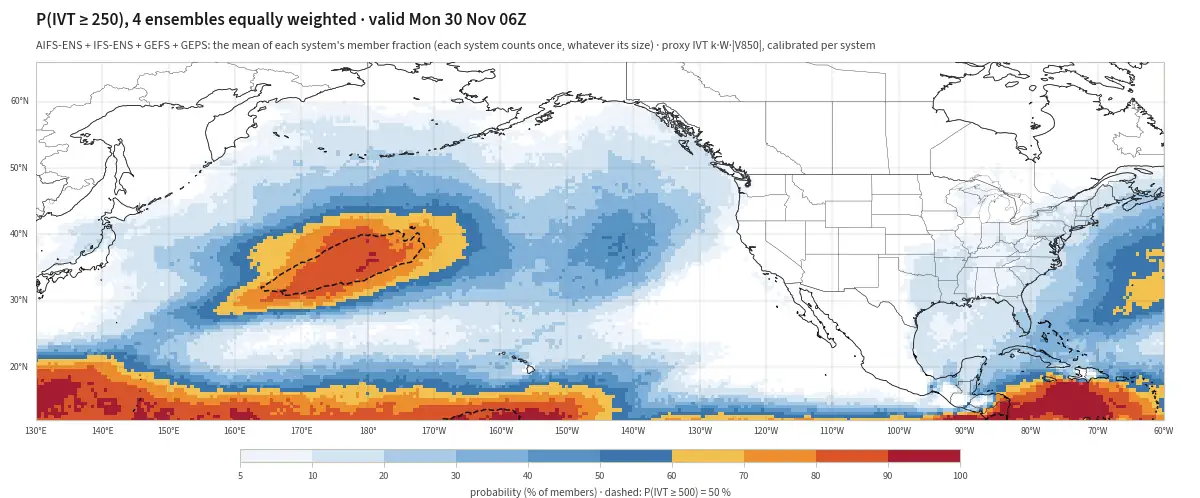 P(IVT ≥ 250), 4 ensembles equally weighted · valid Mon 30 Nov 06Z
AIFS-ENS + IFS-ENS + GEFS + GEPS: the mean of each system's member fraction (each system counts once, whatever its size) · proxy IVT k·W·|V850|, calibrated per system
60°N
50°N
40°N
30°N
20°N
130°E 140°E 150°E 160°E 170°E 180° 170°W 160°W 150°W 140°W 130°W 120°W 110°W 100°W 90°W 80°W 70°W 60°W
5 10 20 30 40 50 60 70 80 90 100
probability (% of members) · dashed: P(IVT ≥ 500) = 50 %